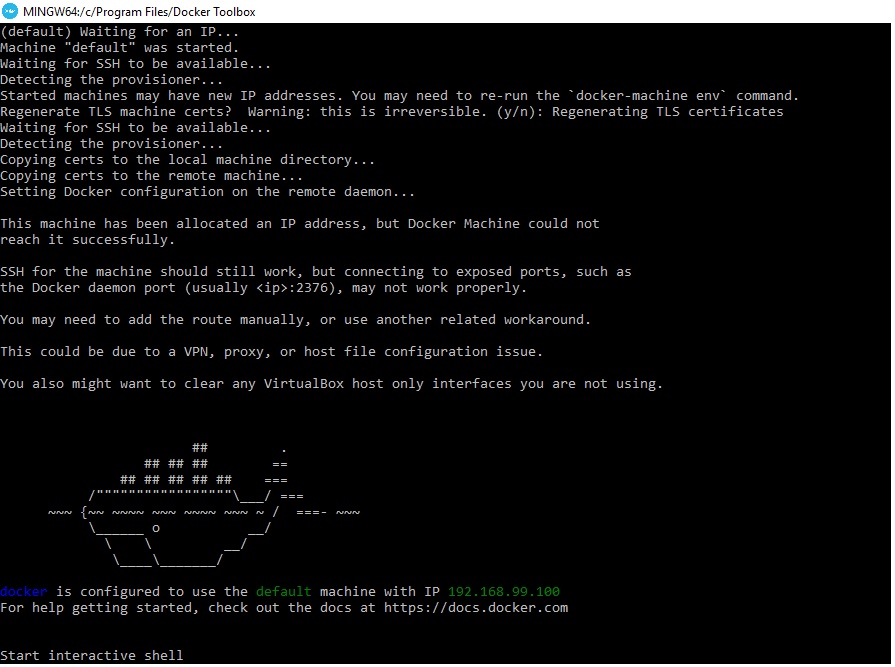 MINGW64:/c/Program Files/Docker Toolbox
(default) Waiting for an IP...
Machine "default" was started.
Waiting for SSH to be available...
Detecting the provisioner...
Started machines may have new IP addresses. You may need to re-run the `docker-machine env` command.
Regenerate TLS machine certs?  Warning: this is irreversible. (y/n): Regenerating TLS certificates
Waiting for SSH to be available...
Detecting the provisioner...
Copying certs to the local machine directory...
Copying certs to the remote machine...
Setting Docker configuration on the remote daemon...

This machine has been allocated an IP address, but Docker Machine could not
reach it successfully.

SSH for the machine should still work, but connecting to exposed ports, such as
the Docker daemon port (usually <ip>:2376), may not work properly.

You may need to add the route manually, or use another related workaround.

This could be due to a VPN, proxy, or host file configuration issue.

You also might want to clear any VirtualBox host only interfaces you are not using.

                        ##         .
                  ## ## ##        ==
               ## ## ## ## ##    ===
           /"""""""""""""""""\___/ ===
      ~~~ {~~ ~~~~ ~~~ ~~~~ ~~~ ~ /  ===- ~~~
           \______ o           __/
             \    \         __/
              \____\_______/

docker is configured to use the default machine with IP 192.168.99.100
For help getting started, check out the docs at https://docs.docker.com

Start interactive shell